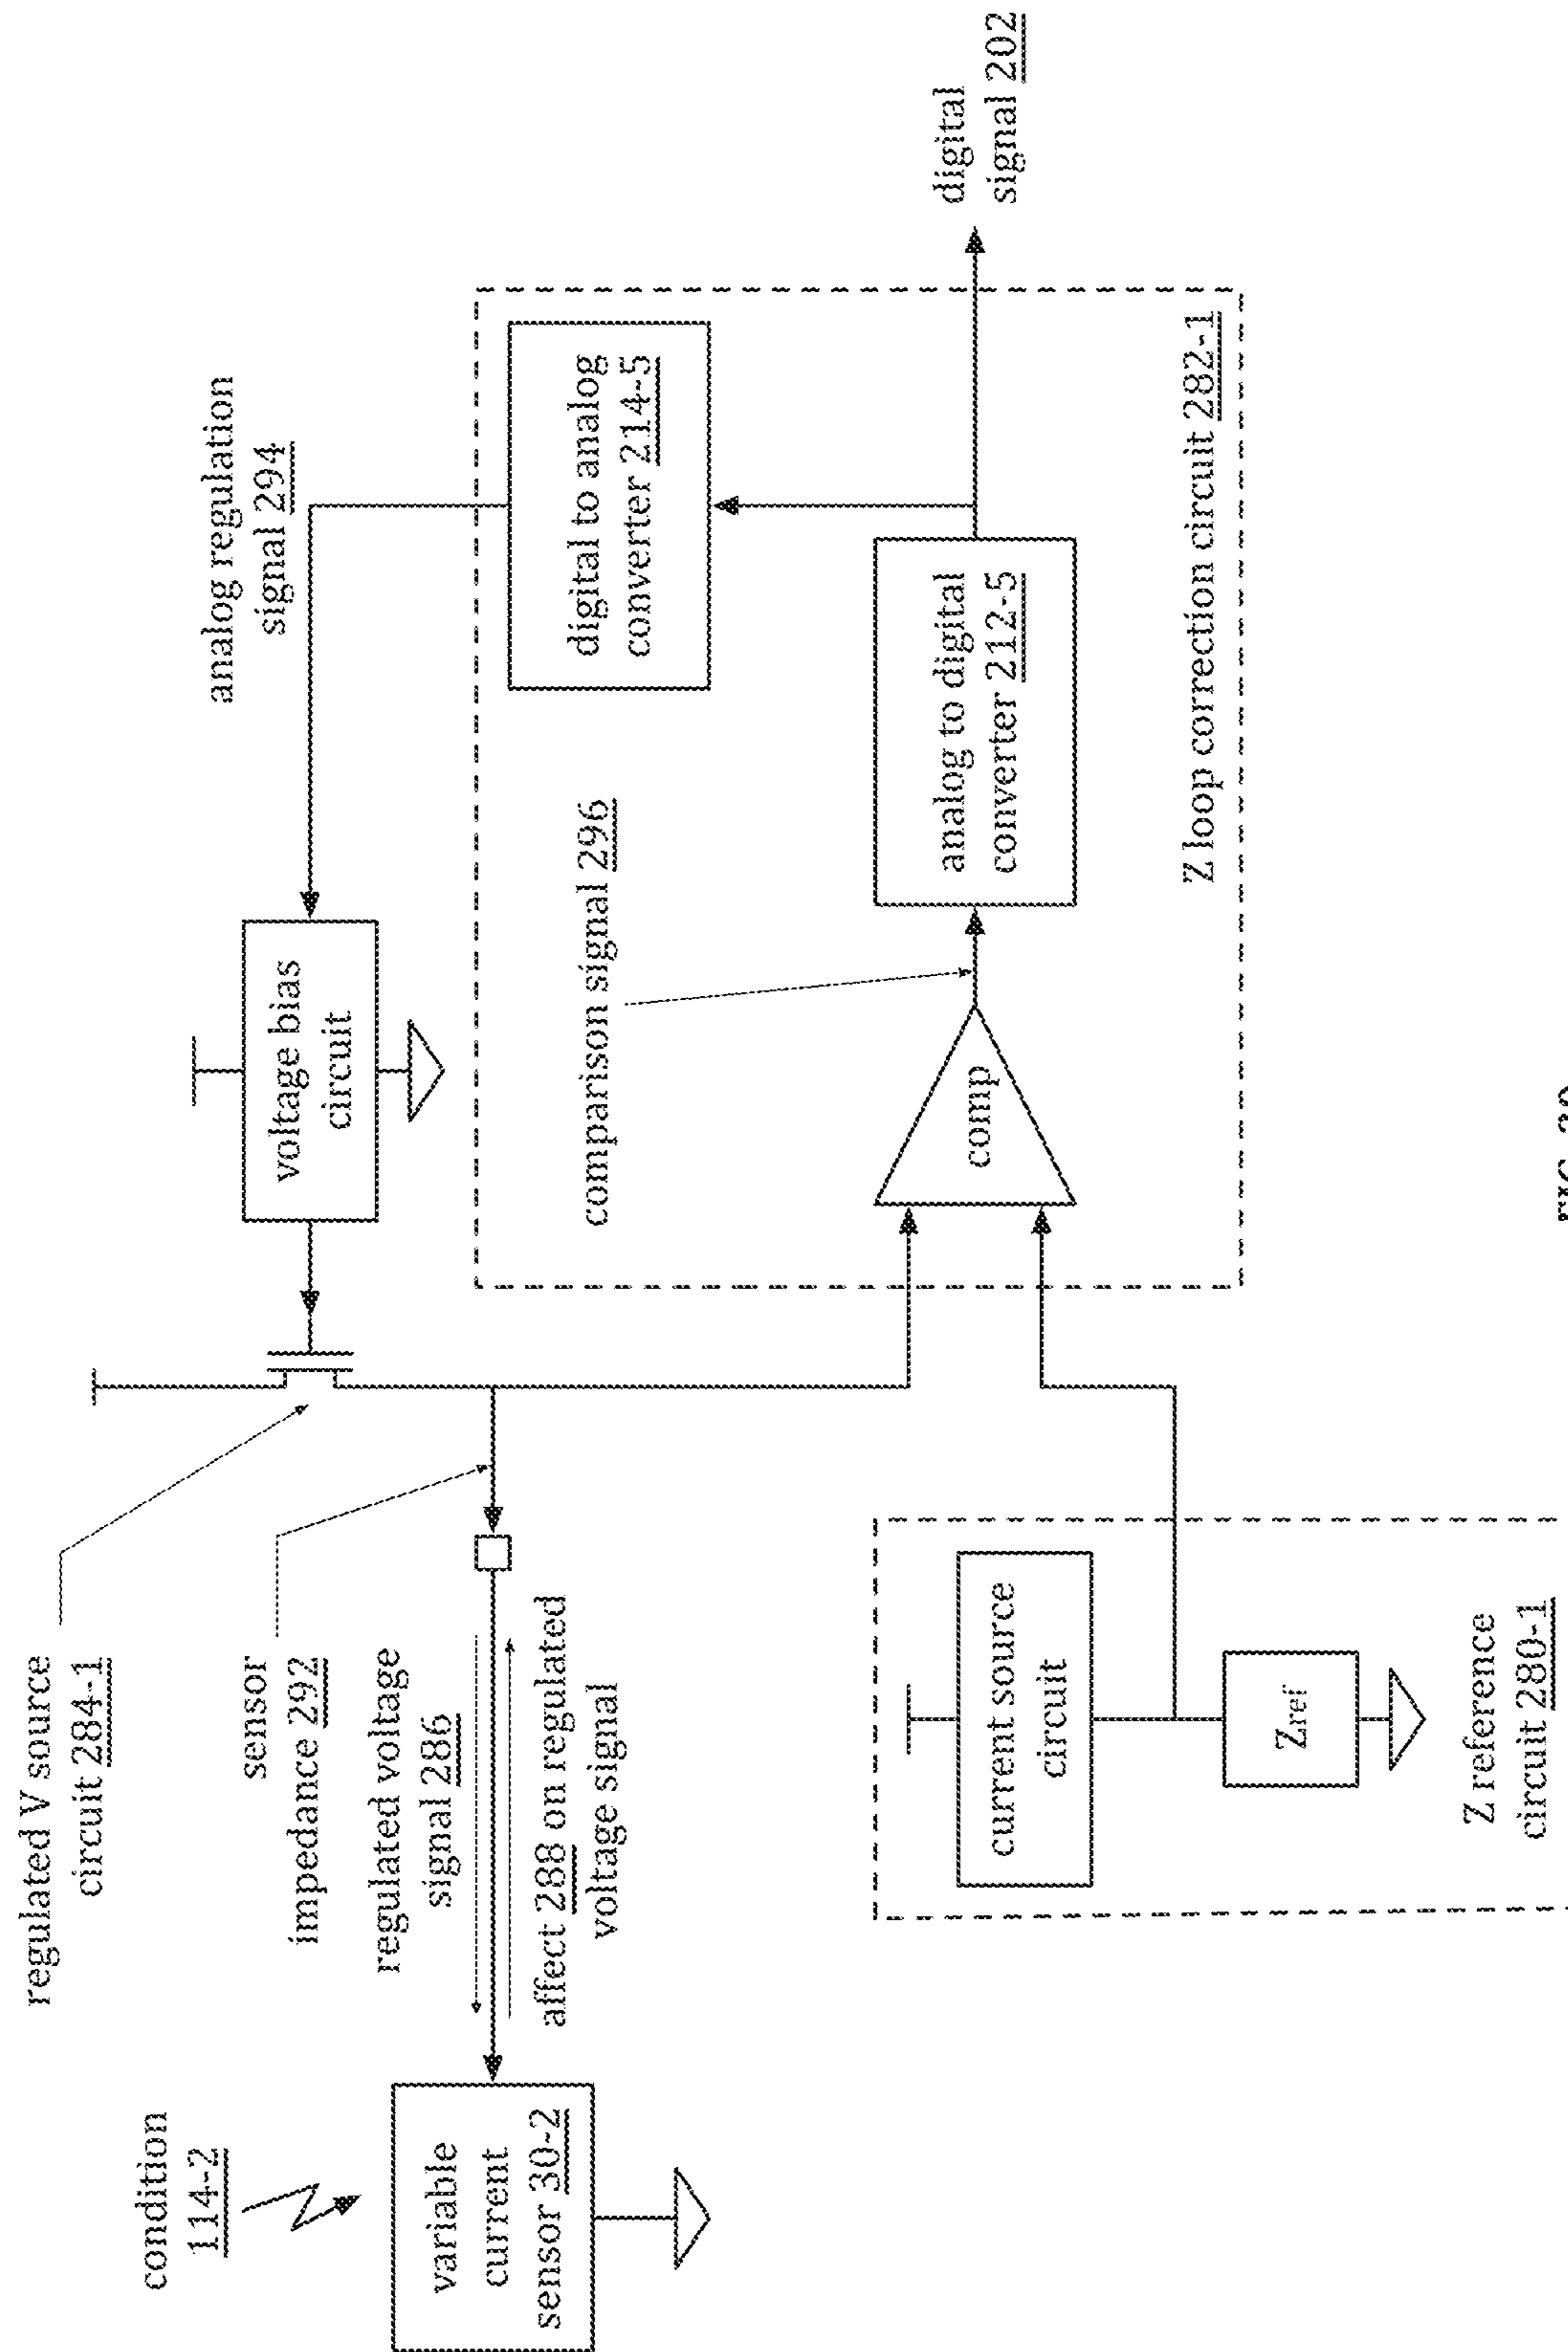 regulated V source
circuit 284-1
condition
114-2
sensor
impedance 292
regulated voltage
signal 286
affect 288 on regulated
voltage signal
variable
current
sensor 30-2
analog regulation
signal 294
voltage bias
circuit
comparison signal 296
digital to analog
converter 214-5
comp
analog to digital
converter 212-5
digital
signal 202
Z loop correction circuit 282-1
current source
circuit
Zref
Z reference
circuit 280-1